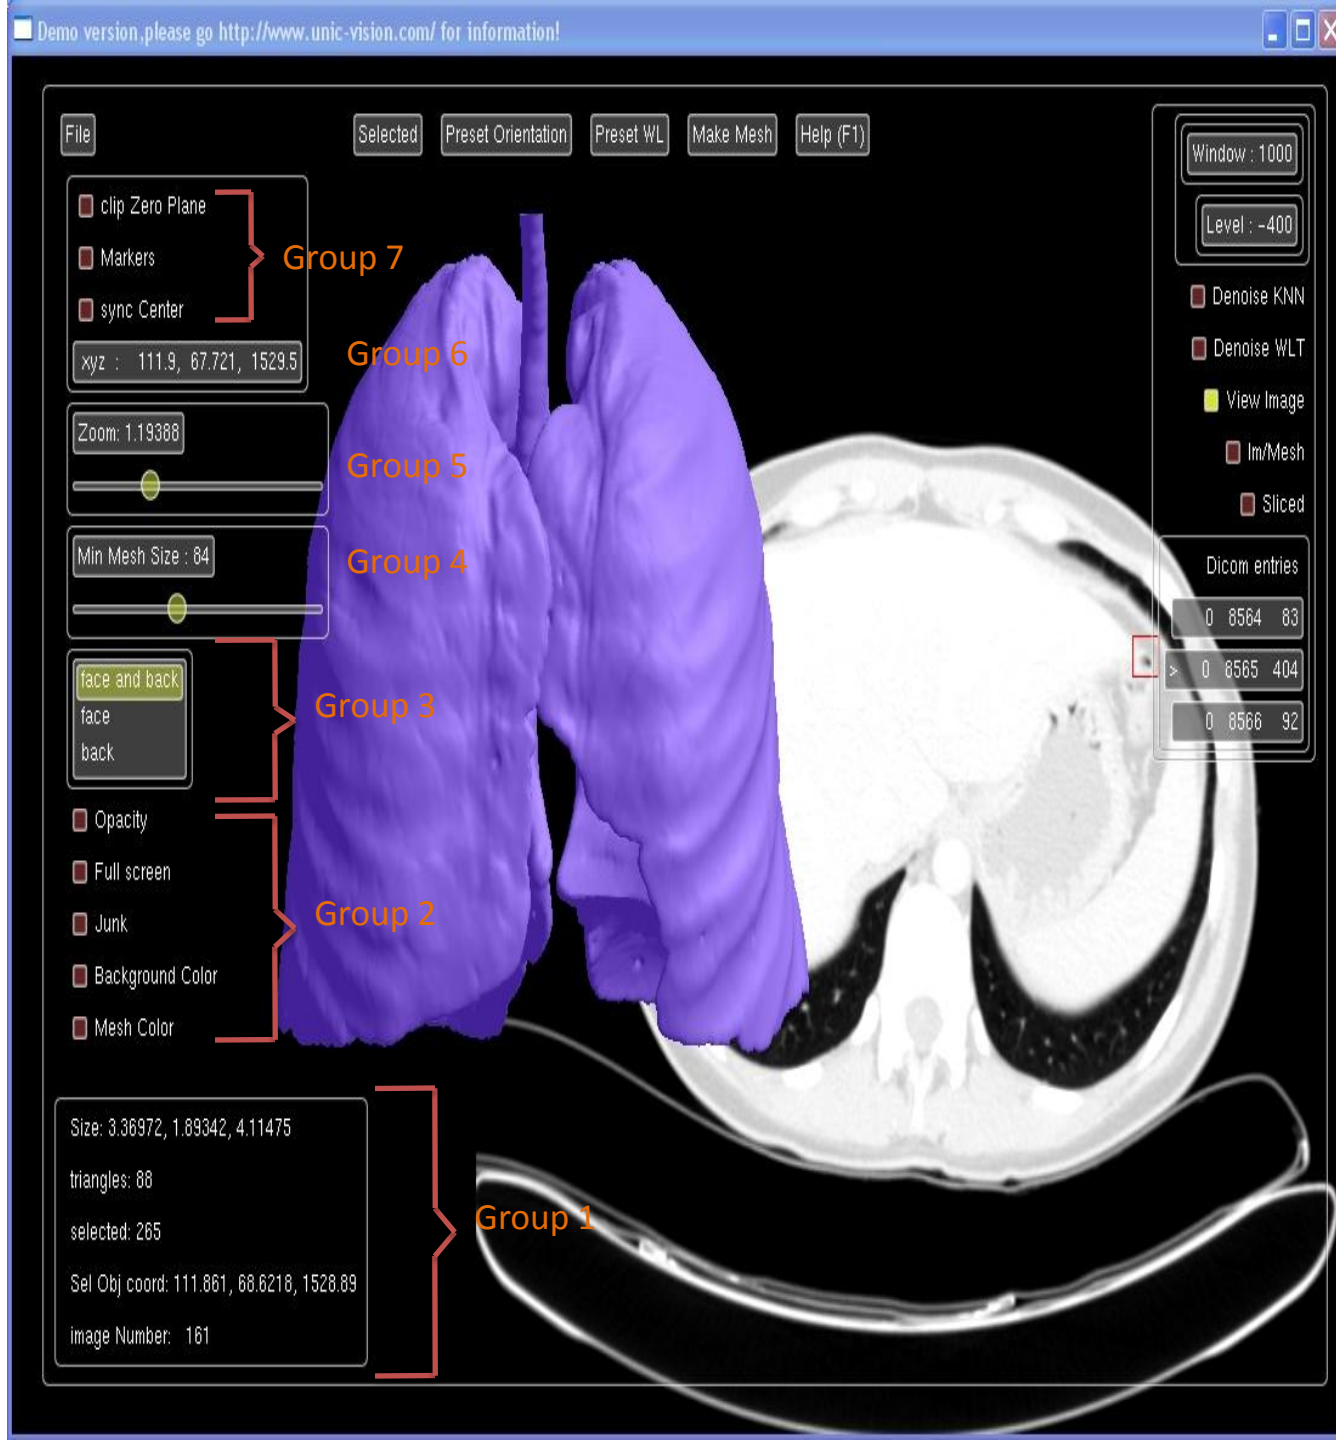 Demo version,please go http://www.unic-vision.com/ for information!
File
Selected
Preset Orientation
Preset WL
Make Mesh
Help (F1)
Window : 1000
Level : -400
clip Zero Plane
Markers
sync Center
Group 7
xyz : 111.9, 67.721, 1529.5
Group 6
Zoom: 1.19388
Group 5
Min Mesh Size : 84
Group 4
face and back
face
back
Group 3
Opacity
Full screen
Junk
Background Color
Mesh Color
Group 2
Size: 3.36972, 1.89342, 4.11475
triangles: 88
selected: 265
Sel Obj coord: 111.861, 68.6218, 1528.89
image Number: 161
Group 1
Denoise KNN
Denoise WLT
View Image
Im/Mesh
Sliced
Dicom entries
0 8564 83
> 0 8565 404
0 8566 92